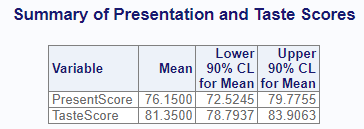 Summary of Presentation and Taste Scores
Variable Mean Lower 90% CL for Mean Upper 90% CL for Mean
PresentScore 76.1500 72.5245 79.7755
TasteScore 81.3500 78.7937 83.9063